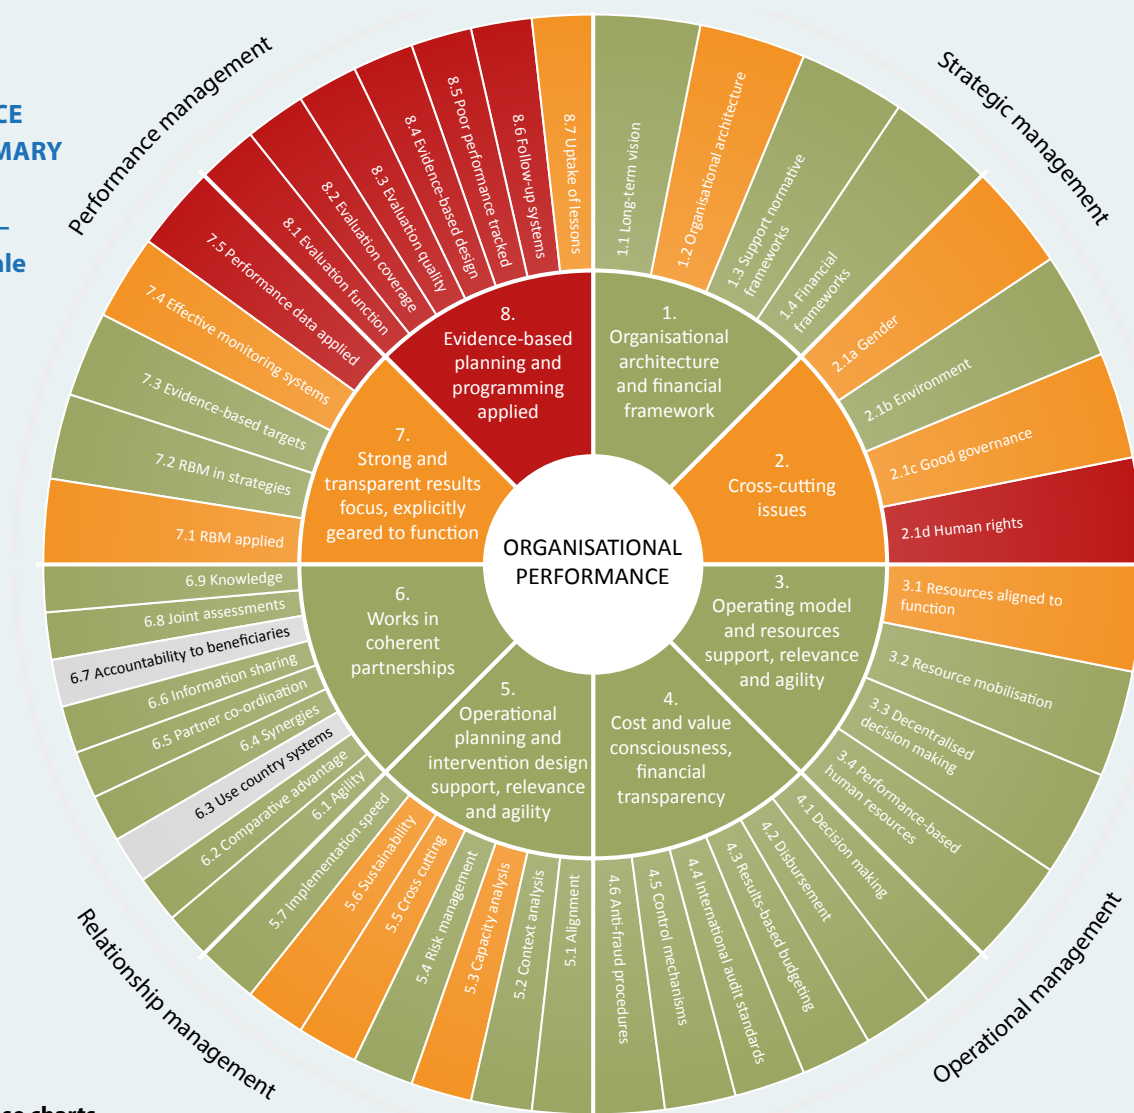 CE
MARY
ale
Performance management
Strategic management
Relationship management
Operational management
ORGANISATIONAL
PERFORMANCE
1.
Organisational
architecture
and financial
framework
1.1 Long-term vision
1.2 Organisational architecture
1.3 Support normative
frameworks
1.4 Financial
frameworks
2.
Cross-cutting
issues
2.1a Gender
2.1b Environment
2.1c Good governance
2.1d Human rights
3.
Operating model
and resources
support, relevance
and agility
3.1 Resources aligned to
function
3.2 Resource mobilisation
3.3 Decentralised
decision making
3.4 Performance-based
human resources
4.
Cost and value
consciousness,
financial
transparency
4.1 Decision making
4.2 Disbursement
4.3 Results-based budgeting
4.4 International audit standards
4.5 Control mechanisms
4.6 Anti-fraud procedures
5.
Operational
planning and
intervention design
support, relevance
and agility
5.1 Alignment
5.2 Context analysis
5.3 Capacity analysis
5.4 Risk management
5.5 Cross cutting
5.6 Sustainability
5.7 Implementation speed
6.
Works in
coherent
partnerships
6.1 Agility
6.2 Comparative advantage
6.3 Use country systems
6.4 Synergies
6.5 Partner co-ordination
6.6 Information sharing
6.7 Accountability to beneficiaries
6.8 Joint assessments
6.9 Knowledge
7.
Strong and
transparent results
focus, explicitly
geared to function
7.1 RBM applied
7.2 RBM in strategies
7.3 Evidence-based targets
7.4 Effective monitoring systems
7.5 Performance data applied
8.
Evidence-based
planning and
programming
applied
8.1 Evaluation function
8.2 Evaluation coverage
8.3 Evaluation quality
8.4 Evidence-based design
8.5 Poor performance tracked
8.6 Follow-up systems
8.7 Uptake of lessons
charts